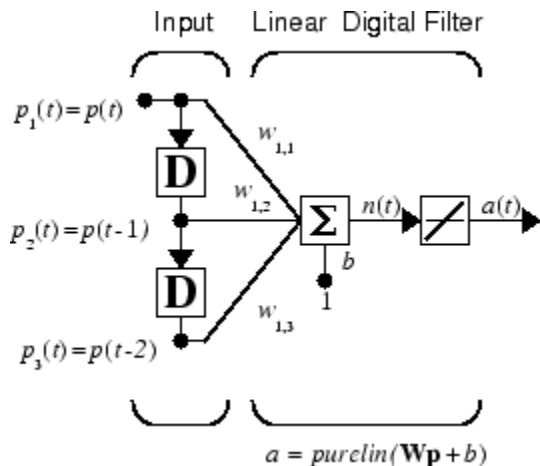 Input Linear Digital Filter
p₁(t)=p(t)
w₁,₁
D
w₁,₂
p₂(t)=p(t-1)
Σ
n(t)
a(t)
b
1
D
w₁,₃
p₃(t)=p(t-2)
a = purelin(Wp+b)